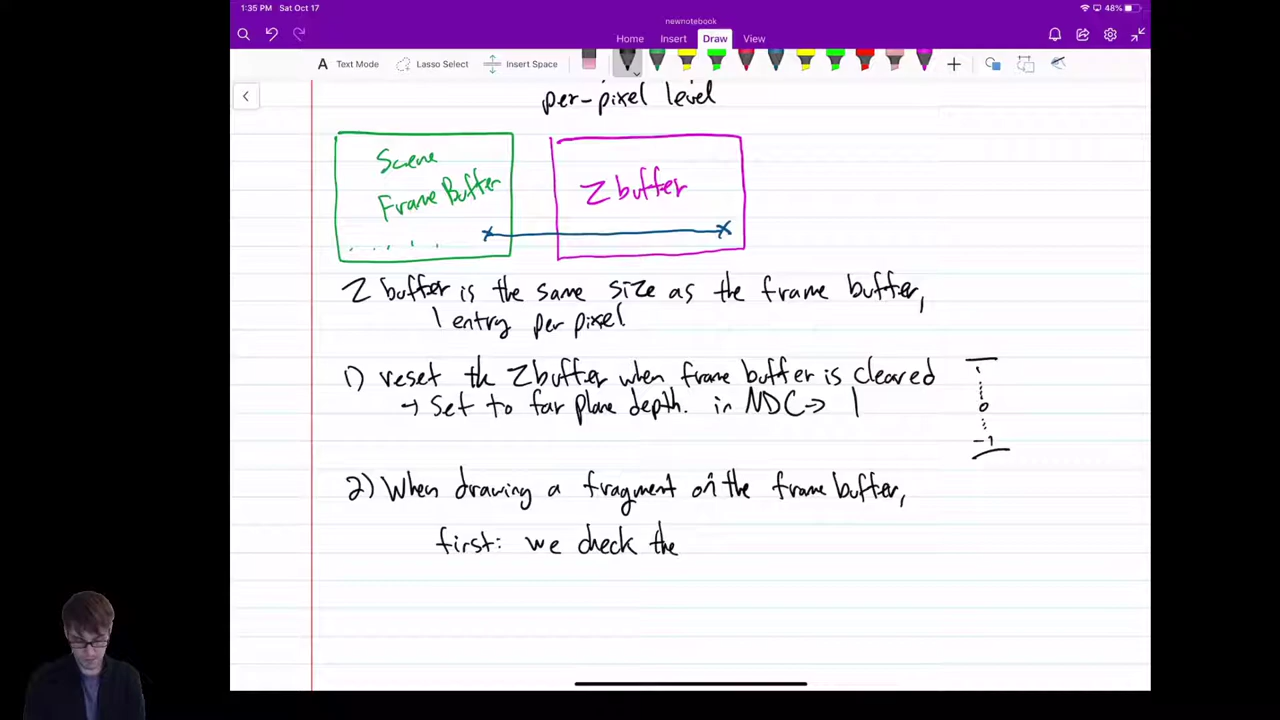 1:35 PM Sat Oct 17
48%
newnotebook
Home Insert Draw View
Text Mode Lasso Select Insert Space
per-pixel level
Scene
Frame Buffer
Z buffer
Z buffer is the same size as the frame buffer,
1 entry per pixel
1) reset the Zbuffer when frame buffer is cleared
→ Set to far plane depth. in NDC → 1
1
0
-1
2) When drawing a fragment on the frame buffer,
first: we check the